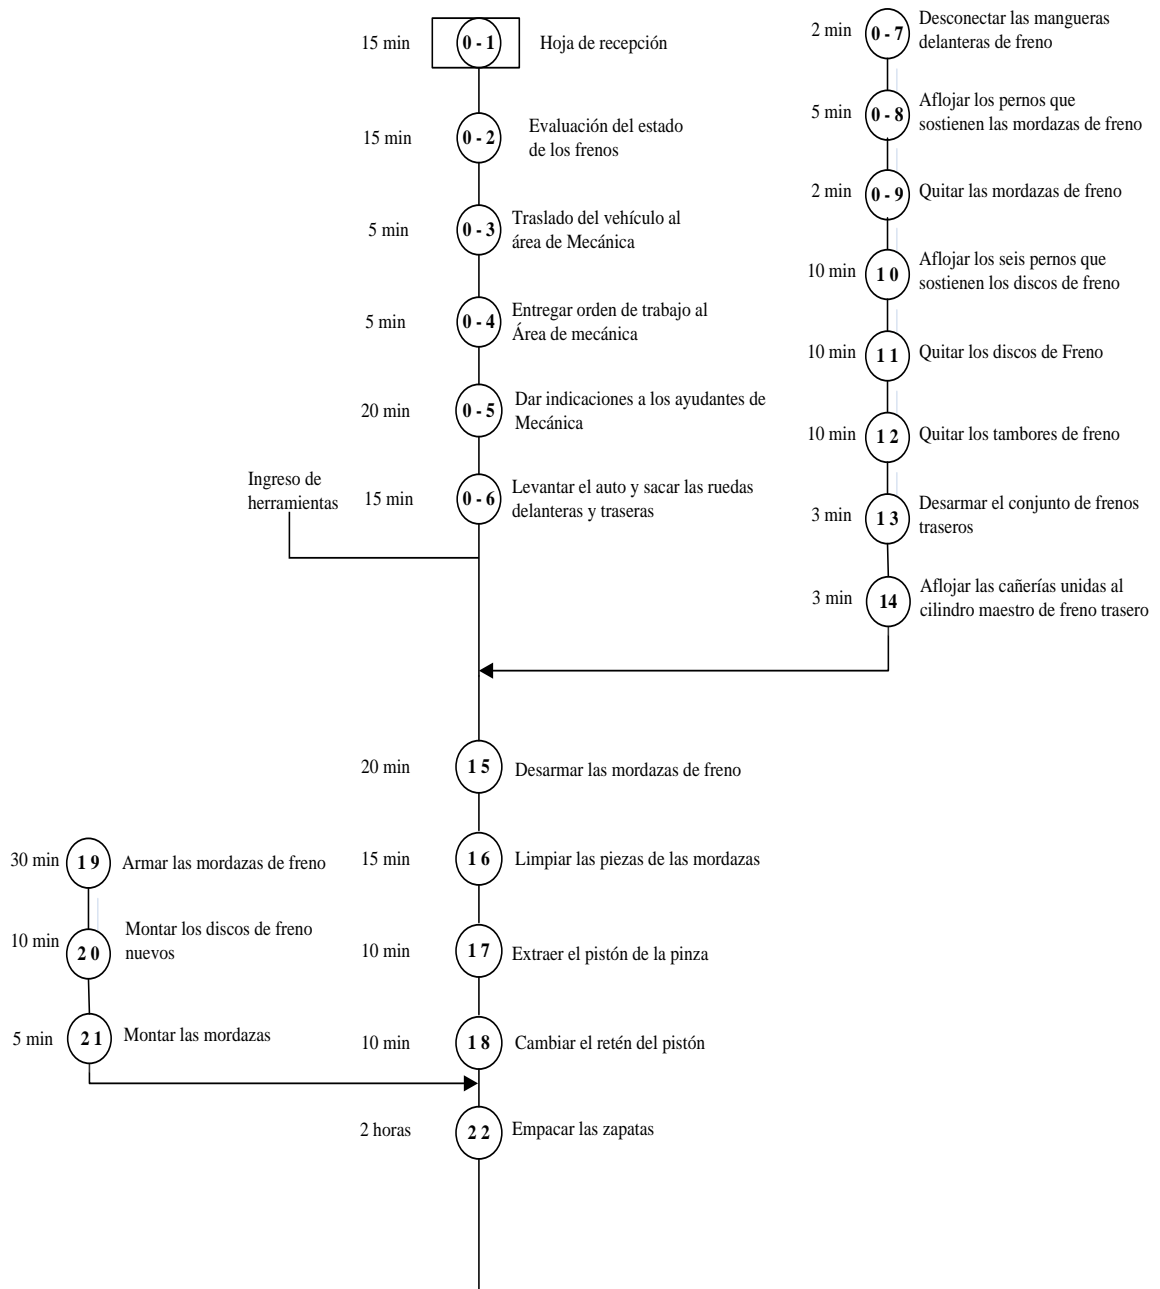 15 min
0 - 1
Hoja de recepción
15 min
0 - 2
Evaluación del estado
de los frenos
5 min
0 - 3
Traslado del vehículo al
área de Mecánica
5 min
0 - 4
Entregar orden de trabajo al
Área de mecánica
20 min
0 - 5
Dar indicaciones a los ayudantes de
Mecánica
Ingreso de
herramientas
15 min
0 - 6
Levantar el auto y sacar las ruedas
delanteras y traseras
2 min
0 - 7
Desconectar las mangueras
delanteras de freno
5 min
0 - 8
Aflojar los pernos que
sostienen las mordazas de freno
2 min
0 - 9
Quitar las mordazas de freno
10 min
1 0
Aflojar los seis pernos que
sostienen los discos de freno
10 min
1 1
Quitar los discos de Freno
10 min
1 2
Quitar los tambores de freno
3 min
1 3
Desarmar el conjunto de frenos
traseros
3 min
14
Aflojar las cañerías unidas al
cilindro maestro de freno trasero
20 min
1 5
Desarmar las mordazas de freno
15 min
1 6
Limpiar las piezas de las mordazas
10 min
1 7
Extraer el pistón de la pinza
10 min
1 8
Cambiar el retén del pistón
30 min
1 9
Armar las mordazas de freno
10 min
2 0
Montar los discos de freno
nuevos
5 min
2 1
Montar las mordazas
2 horas
2 2
Empacar las zapatas